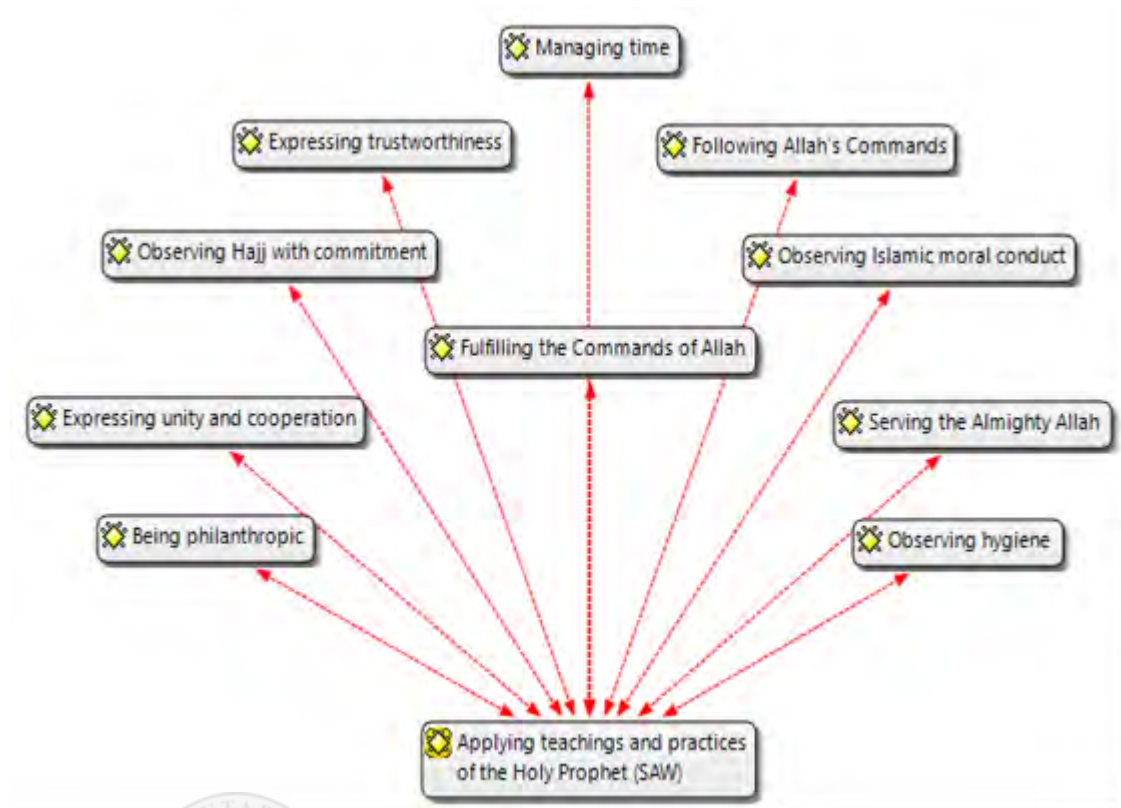 Managing time
Expressing trustworthiness
Following Allah's Commands
Observing Hajj with commitment
Observing Islamic moral conduct
Fulfilling the Commands of Allah
Expressing unity and cooperation
Serving the Almighty Allah
Being philanthropic
Observing hygiene
Applying teachings and practices
of the Holy Prophet (SAW)